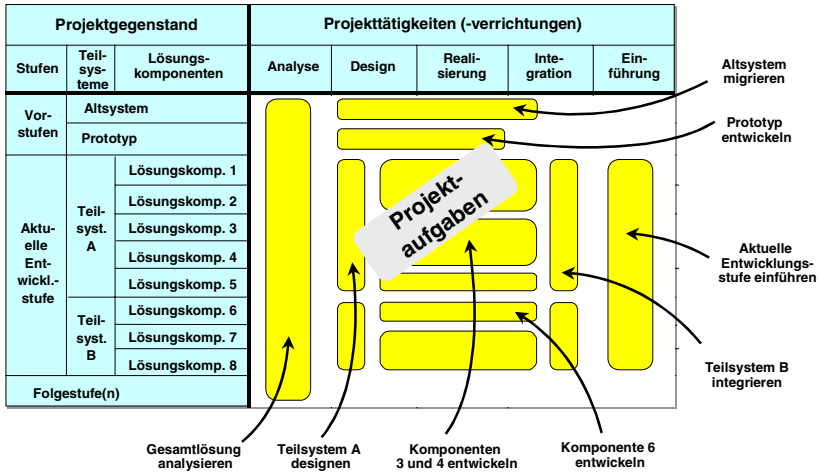 Projektgegenstand
Projekttätigkeiten (-verrichtungen)
Stufen
Teil-
sys-
teme
Lösungs-
komponenten
Analyse
Design
Reali-
sierung
Inte-
gration
Ein-
führung
Vor-
stufen
Altsystem
Prototyp
Aktu-
elle
Ent-
wickl.-
stufe
Teil-
syst.
A
Lösungskomp. 1
Lösungskomp. 2
Lösungskomp. 3
Lösungskomp. 4
Lösungskomp. 5
Teil-
syst.
B
Lösungskomp. 6
Lösungskomp. 7
Lösungskomp. 8
Folgestufe(n)
Projekt-
aufgaben
Altsystem
migrieren
Prototyp
entwickeln
Aktuelle
Entwicklungs-
stufe einführen
Teilsystem B
integrieren
Gesamtlösung
analysieren
Teilsystem A
designen
Komponenten
3 und 4 entwickeln
Komponente 6
entwickeln